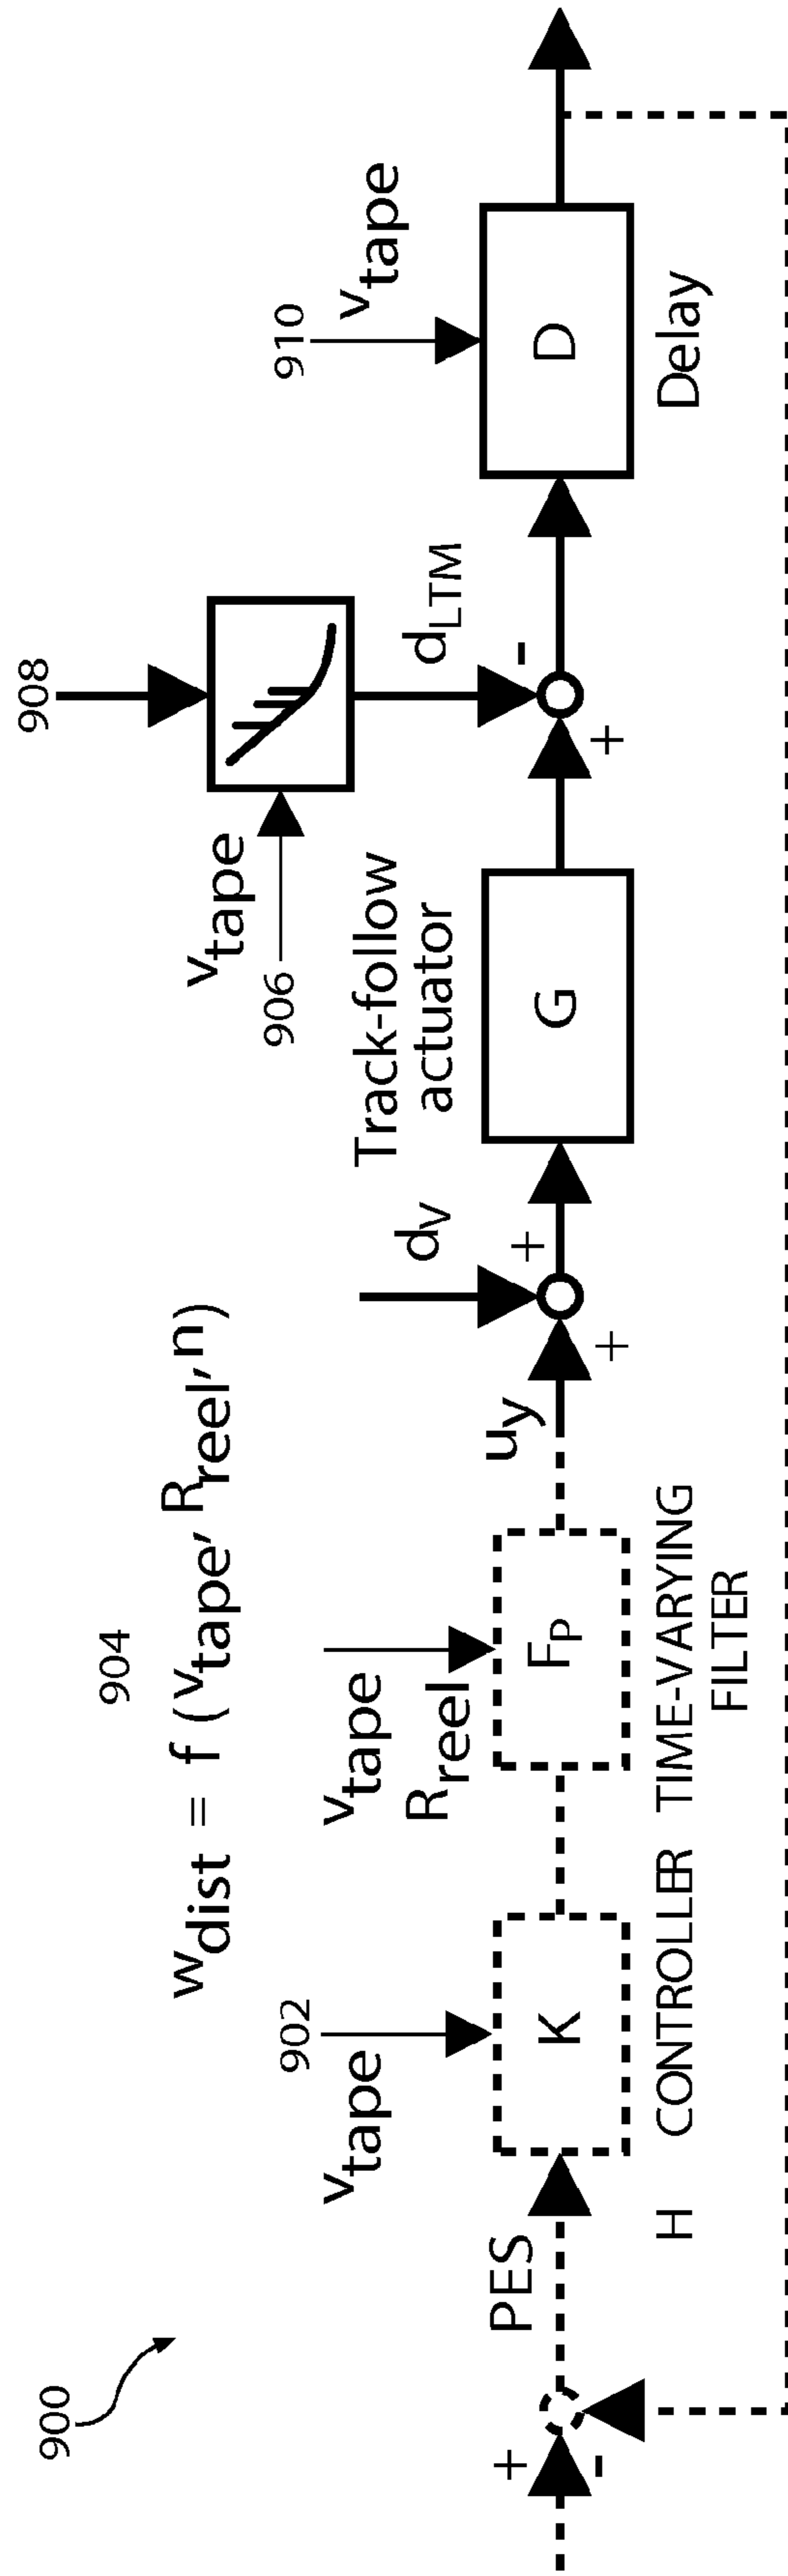 900
w_dist = f (v_tape, R_reel, n)
904
908
902
v_tape
v_tape
R_reel
d_V
Track-follow
actuator
v_tape
906
d_LTM
910
v_tape
+
-
PES
K
F_P
u_y
+
+
G
+
-
D
H CONTROLLER
TIME-VARYING
FILTER
Delay